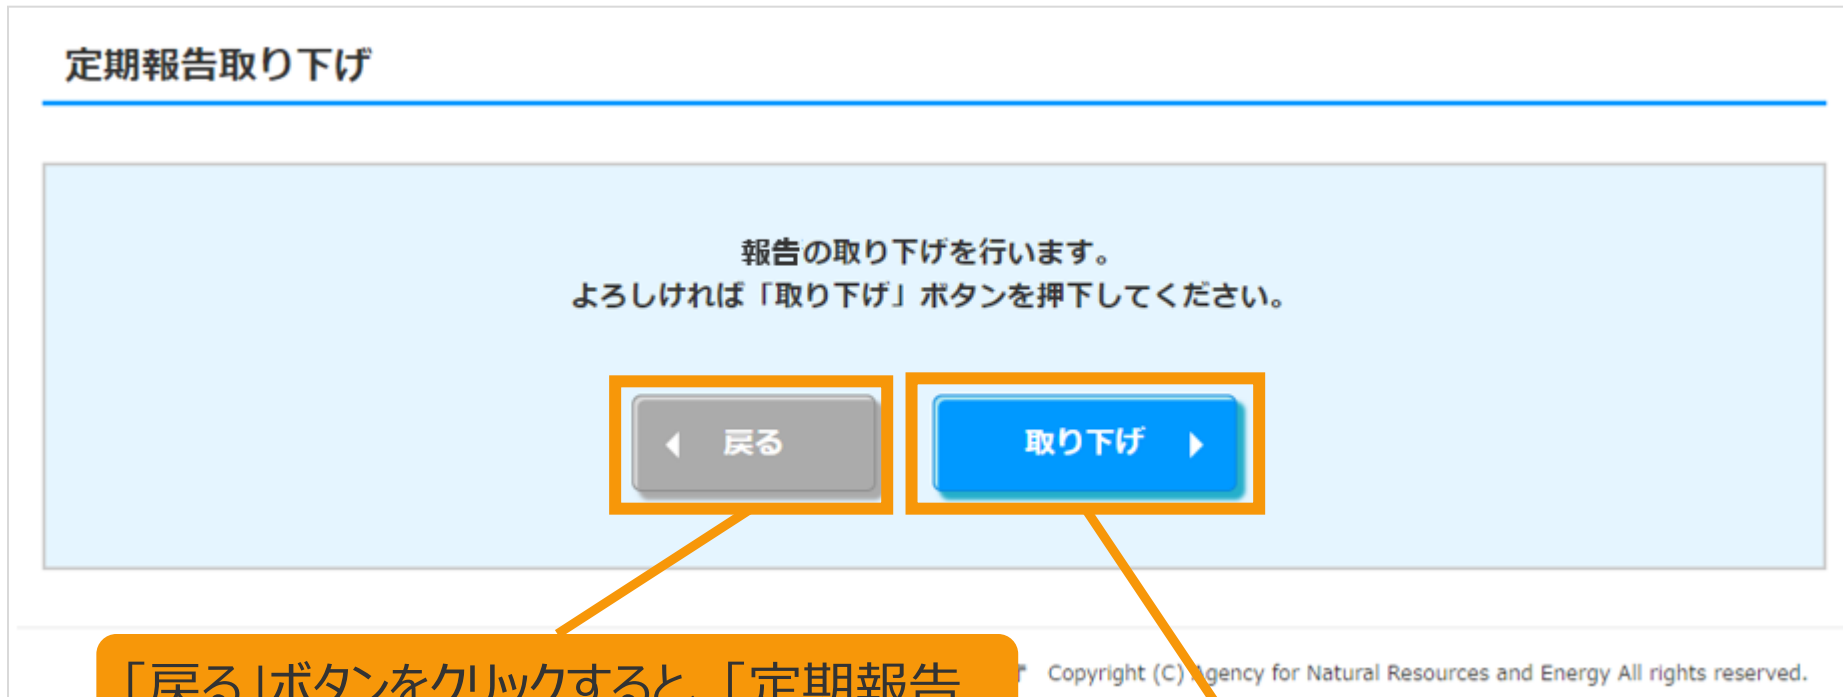 定期報告取り下げ
報告の取り下げを行います。
よろしければ「取り下げ」ボタンを押下してください。
戻る
取り下げ
Copyright (C) Agency for Natural Resources and Energy All rights reserved.
「戻る」ボタンをクリックすると、「定期報告